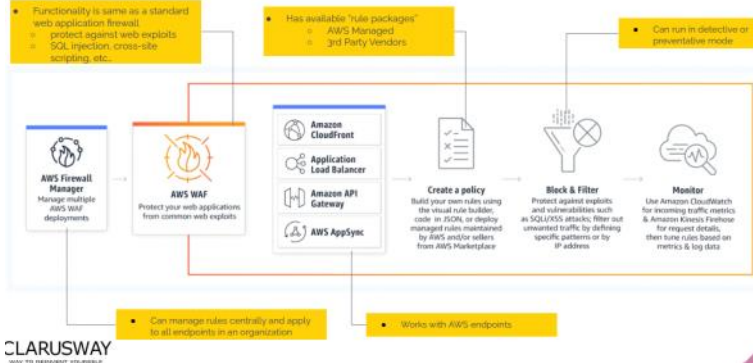 Functionality is same as a standard
web application firewall
protect against web exploits
SQL injection, cross-site
scripting, etc..
Has available "rule packages"
AWS Managed
3rd Party Vendors
Can run in detective or
preventative mode
AWS Firewall
Manager
Manage multiple
AWS WAF
deployments
AWS WAF
Protect your web applications
from common web exploits
Amazon
CloudFront
Application
Load Balancer
Amazon API
Gateway
AWS AppSync
Create a policy
Build your own rules using
the visual rule builder,
code in JSON, or deploy
managed rules maintained
by AWS and/or sellers
from AWS Marketplace
Block & Filter
Protect against exploits
and vulnerabilities such
as SQLi/XSS attacks; filter out
unwanted traffic by defining
specific patterns or by
IP address
Monitor
Use Amazon CloudWatch
for incoming traffic metrics
& Amazon Kinesis Firehose
for request details,
then tune rules based on
metrics & log data
Can manage rules centrally and apply
to all endpoints in an organization
Works with AWS endpoints
CLARUSWAY
WAY TO REINVENT YOURSELF